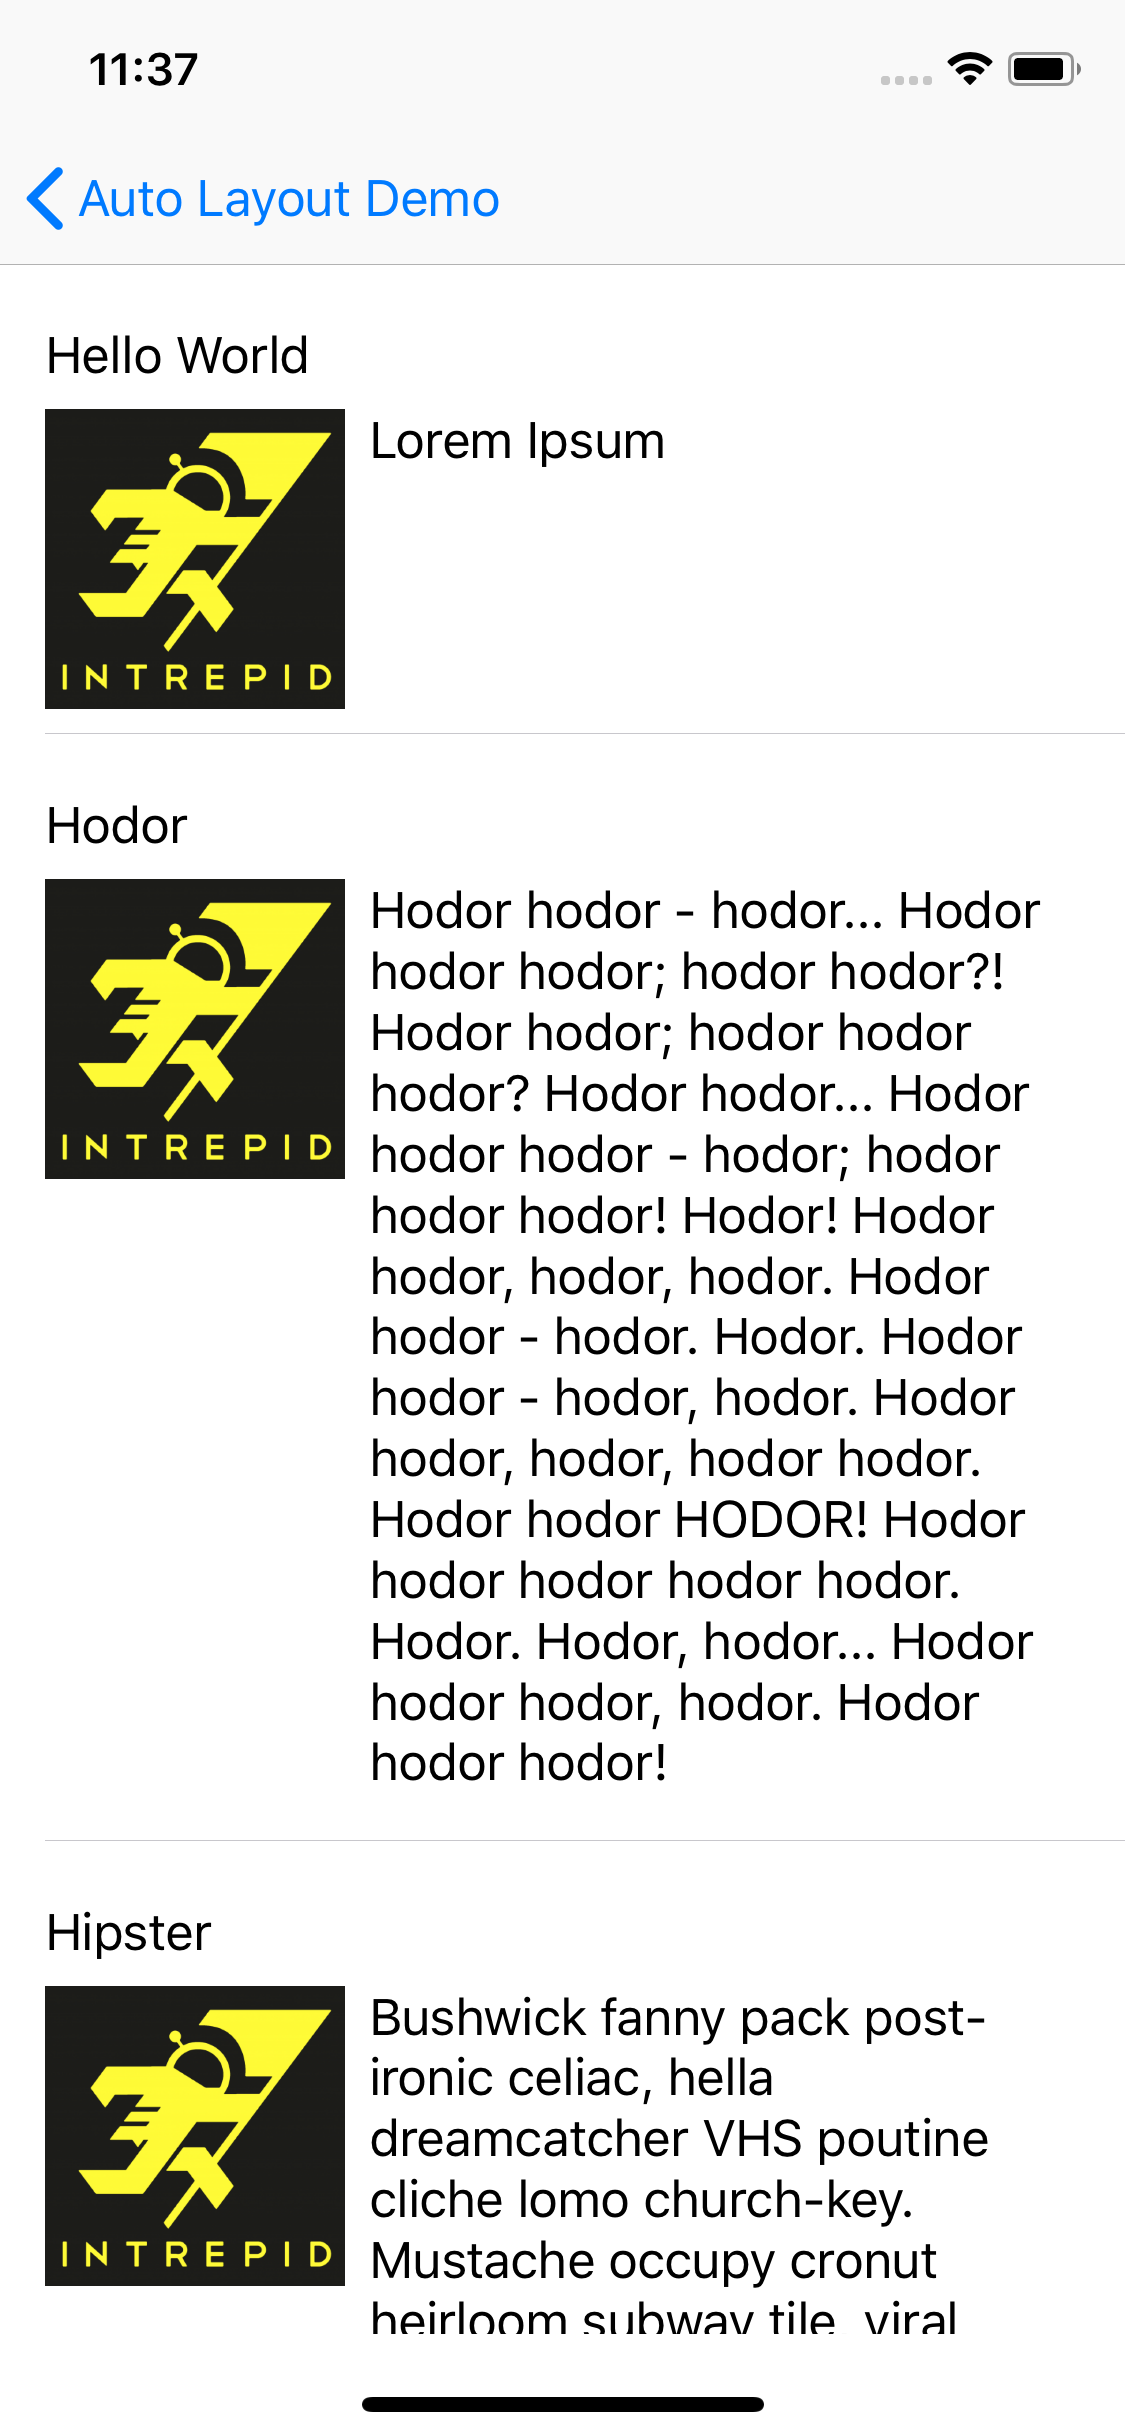 11:37
Auto Layout Demo
Hello World
INTREPID
Lorem Ipsum
Hodor
INTREPID
Hodor hodor - hodor... Hodor
hodor hodor; hodor hodor?!
Hodor hodor; hodor hodor
hodor? Hodor hodor... Hodor
hodor hodor - hodor; hodor
hodor hodor! Hodor! Hodor
hodor, hodor, hodor. Hodor
hodor - hodor. Hodor. Hodor
hodor - hodor, hodor. Hodor
hodor, hodor, hodor hodor.
Hodor hodor HODOR! Hodor
hodor hodor hodor hodor.
Hodor. Hodor, hodor... Hodor
hodor hodor, hodor. Hodor
hodor hodor!
Hipster
INTREPID
Bushwick fanny pack post-
ironic celiac, hella
dreamcatcher VHS poutine
cliche lomo church-key.
Mustache occupy cronut
heirloom subway tile, viral